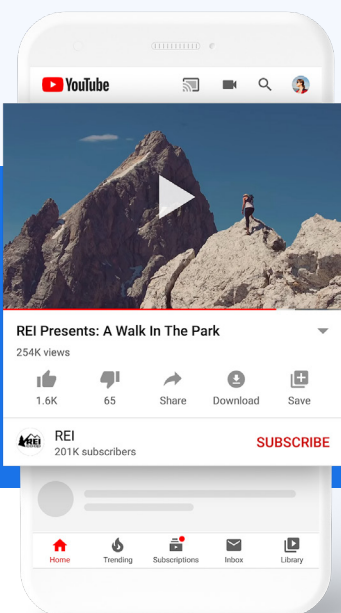 YouTube
REI Presents: A Walk In The Park
254K views
1.6K
65
Share
Download
Save
REI
REI
201K subscribers
SUBSCRIBE
Home
Trending
Subscriptions
Inbox
Library